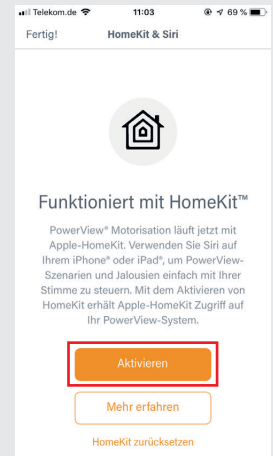 Telekom.de 11:03 69 %
Fertig! HomeKit & Siri
Funktioniert mit HomeKit™
PowerView® Motorisation läuft jetzt mit
Apple-HomeKit. Verwenden Sie Siri auf
Ihrem iPhone® oder iPad®, um PowerView-
Szenarien und Jalousien einfach mit Ihrer
Stimme zu steuern. Mit dem Aktivieren von
HomeKit erhält Apple-HomeKit Zugriff auf
Ihr PowerView-System.
Aktivieren
Mehr erfahren
HomeKit zurücksetzen